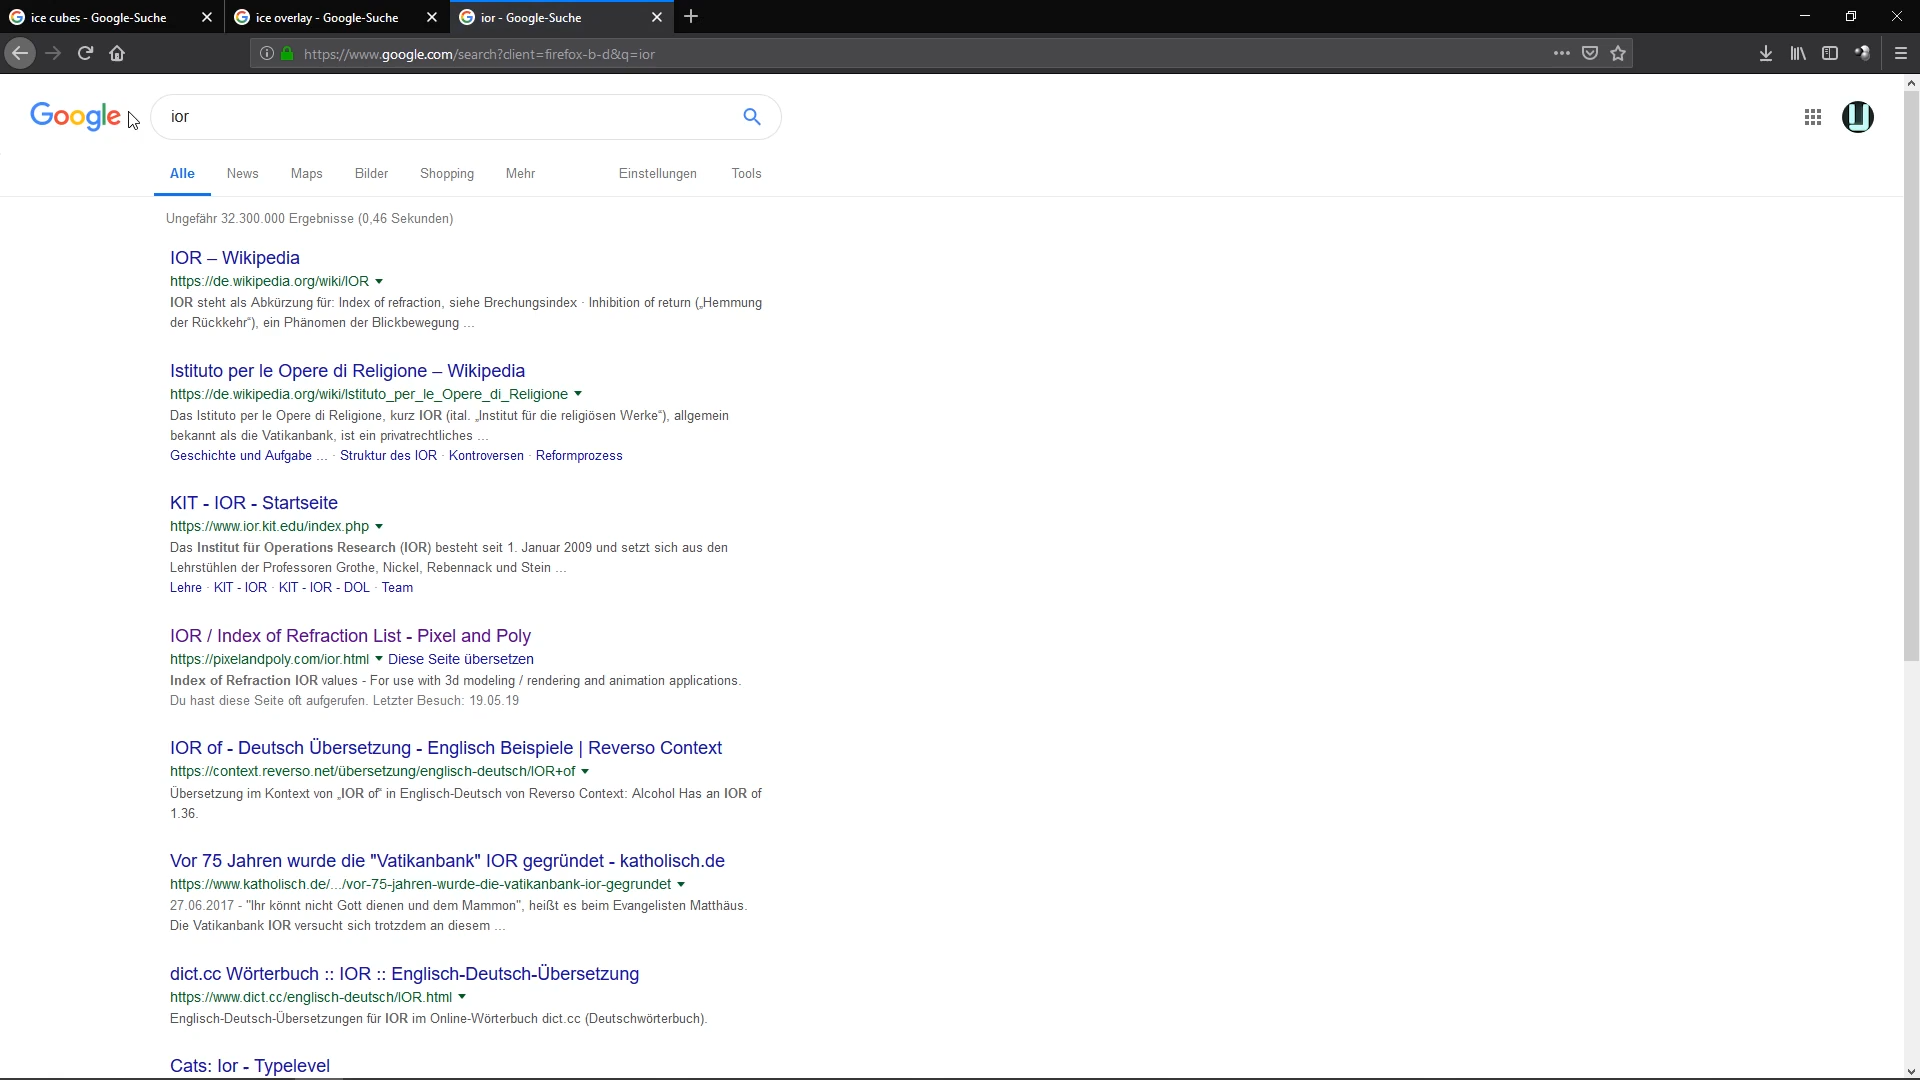 ice cubes - Google-Suche
ice overlay - Google-Suche
ior - Google-Suche
https://www.google.com/search?client=firefox-b-d&q=ior
Google
ior
Alle
News
Maps
Bilder
Shopping
Mehr
Einstellungen
Tools
Ungefähr 32.300.000 Ergebnisse (0,46 Sekunden)
IOR – Wikipedia
https://de.wikipedia.org/wiki/IOR
IOR steht als Abkürzung für: Index of refraction, siehe Brechungsindex · Inhibition of return („Hemmung
der Rückkehr“), ein Phänomen der Blickbewegung ...
Istituto per le Opere di Religione – Wikipedia
https://de.wikipedia.org/wiki/Istituto_per_le_Opere_di_Religione
Das Istituto per le Opere di Religione, kurz IOR (ital. „Institut für die religiösen Werke“), allgemein
bekannt als die Vatikanbank, ist ein privatrechtliches ...
Geschichte und Aufgabe ... · Struktur des IOR · Kontroversen · Reformprozess
KIT - IOR - Startseite
https://www.ior.kit.edu/index.php
Das Institut für Operations Research (IOR) besteht seit 1. Januar 2009 und setzt sich aus den
Lehrstühlen der Professoren Grothe, Nickel, Rebennack und Stein ...
Lehre · KIT - IOR · KIT - IOR - DOL · Team
IOR / Index of Refraction List - Pixel and Poly
https://pixelandpoly.com/ior.html Diese Seite übersetzen
Index of Refraction IOR values - For use with 3d modeling / rendering and animation applications.
Du hast diese Seite oft aufgerufen. Letzter Besuch: 19.05.19
IOR of - Deutsch Übersetzung - Englisch Beispiele | Reverso Context
https://context.reverso.net/übersetzung/englisch-deutsch/IOR+of
Übersetzung im Kontext von „IOR of“ in Englisch-Deutsch von Reverso Context: Alcohol Has an IOR of
1.36.
Vor 75 Jahren wurde die "Vatikanbank" IOR gegründet - katholisch.de
https://www.katholisch.de/.../vor-75-jahren-wurde-die-vatikanbank-ior-gegrundet
27.06.2017 - "Ihr könnt nicht Gott dienen und dem Mammon", heißt es beim Evangelisten Matthäus.
Die Vatikanbank IOR versucht sich trotzdem an diesem ...
dict.cc Wörterbuch :: IOR :: Englisch-Deutsch-Übersetzung
https://www.dict.cc/englisch-deutsch/IOR.html
Englisch-Deutsch-Übersetzungen für IOR im Online-Wörterbuch dict.cc (Deutschwörterbuch).
Cats: Ior - Typelevel